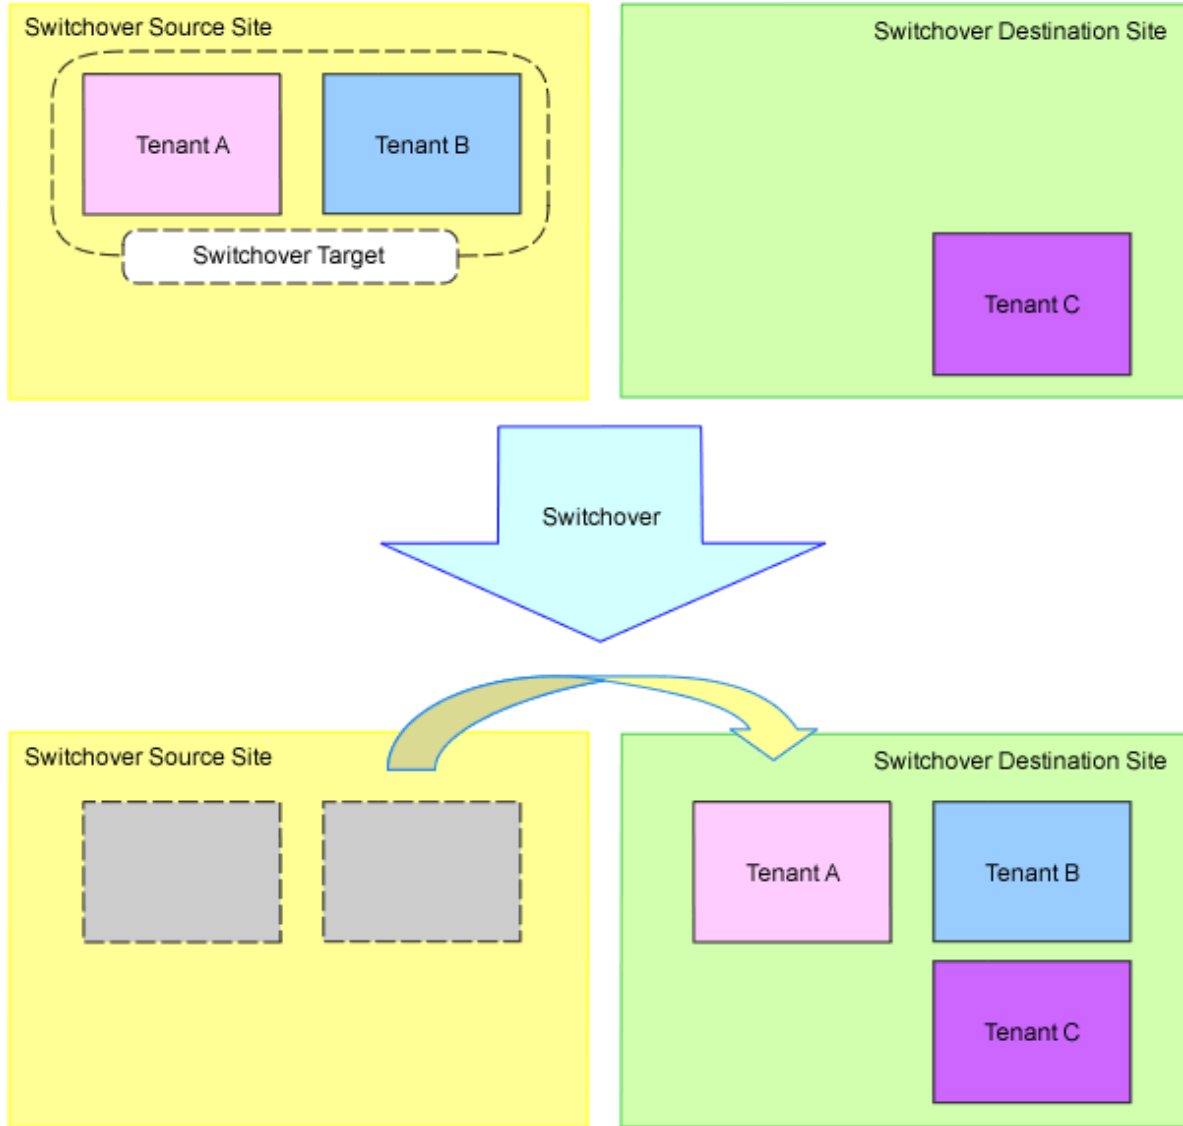 Switchover Source Site
Switchover Destination Site
Tenant A
Tenant B
Switchover Target
Tenant C
Switchover
Switchover Source Site
Switchover Destination Site
Tenant A
Tenant B
Tenant C